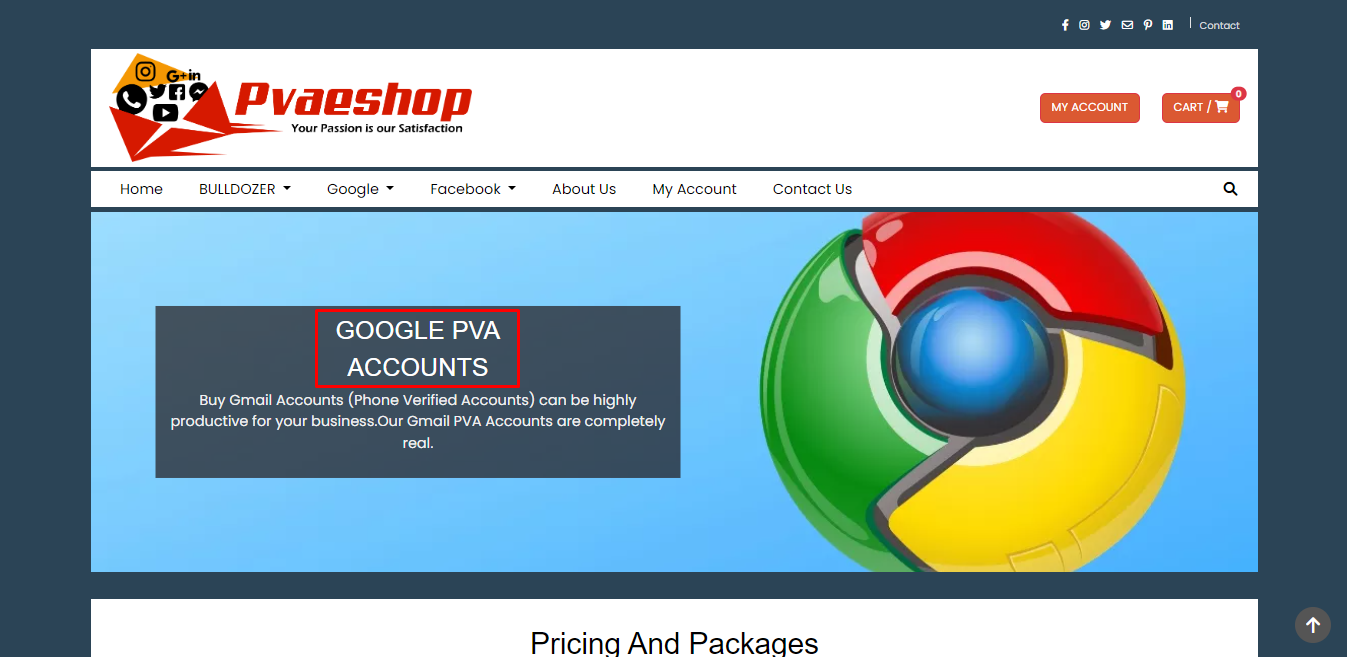 Contact
G+ in
Pvaeshop
Your Passion is our Satisfaction
MY ACCOUNT
CART /
0
Home
BULLDOZER
Google
Facebook
About Us
My Account
Contact Us
GOOGLE PVA
ACCOUNTS
Buy Gmail Accounts (Phone Verified Accounts) can be highly
productive for your business.Our Gmail PVA Accounts are completely
real.
Pricing And Packages